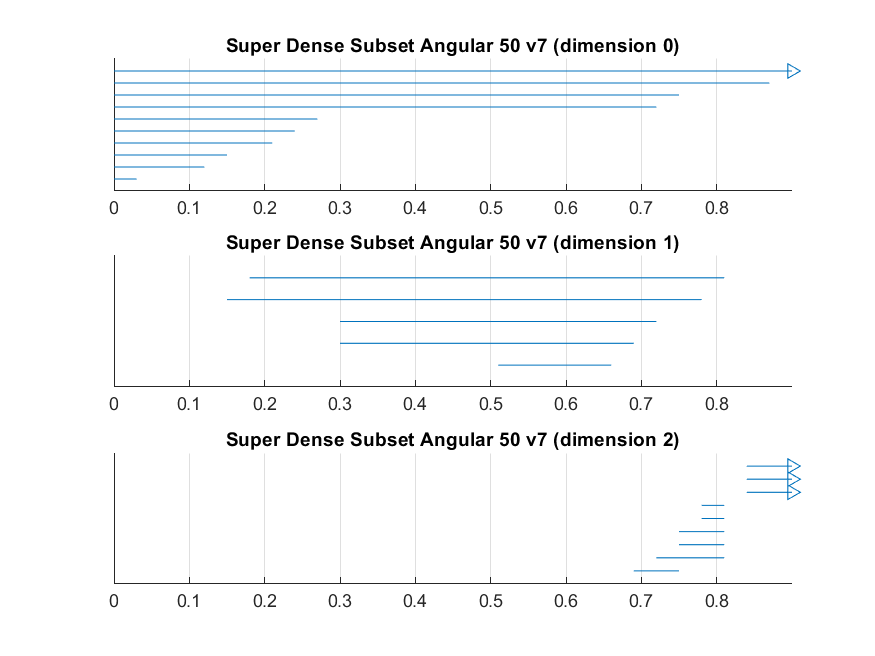 Super Dense Subset Angular 50 v7 (dimension 0)
0 0.1 0.2 0.3 0.4 0.5 0.6 0.7 0.8
Super Dense Subset Angular 50 v7 (dimension 1)
0 0.1 0.2 0.3 0.4 0.5 0.6 0.7 0.8
Super Dense Subset Angular 50 v7 (dimension 2)
0 0.1 0.2 0.3 0.4 0.5 0.6 0.7 0.8